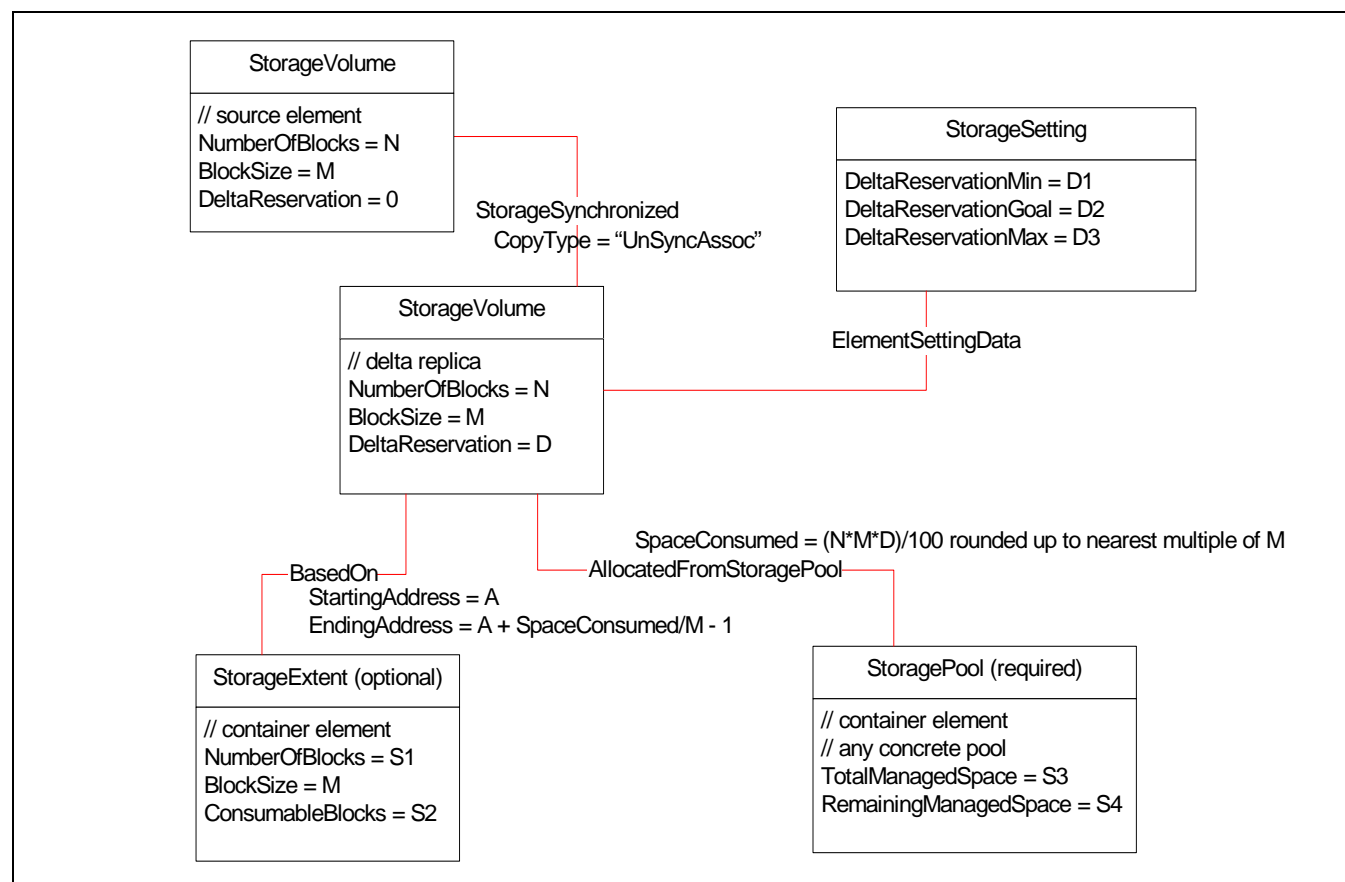 StorageVolume
// source element
NumberOfBlocks = N
BlockSize = M
DeltaReservation = 0
StorageSetting
DeltaReservationMin = D1
DeltaReservationGoal = D2
DeltaReservationMax = D3
StorageSynchronized
CopyType = “UnSyncAssoc”
StorageVolume
// delta replica
NumberOfBlocks = N
BlockSize = M
DeltaReservation = D
ElementSettingData
SpaceConsumed = (N*M*D)/100 rounded up to nearest multiple of M
AllocatedFromStoragePool
BasedOn
StartingAddress = A
EndingAddress = A + SpaceConsumed/M - 1
StorageExtent (optional)
// container element
NumberOfBlocks = S1
BlockSize = M
ConsumableBlocks = S2
StoragePool (required)
// container element
// any concrete pool
TotalManagedSpace = S3
RemainingManagedSpace = S4